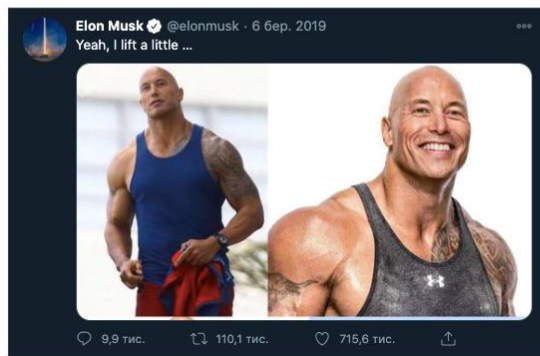 Elon Musk @elonmusk · 6 бер. 2019
Yeah, I lift a little ...
9,9 тис. 110,1 тис. 715,6 тис.